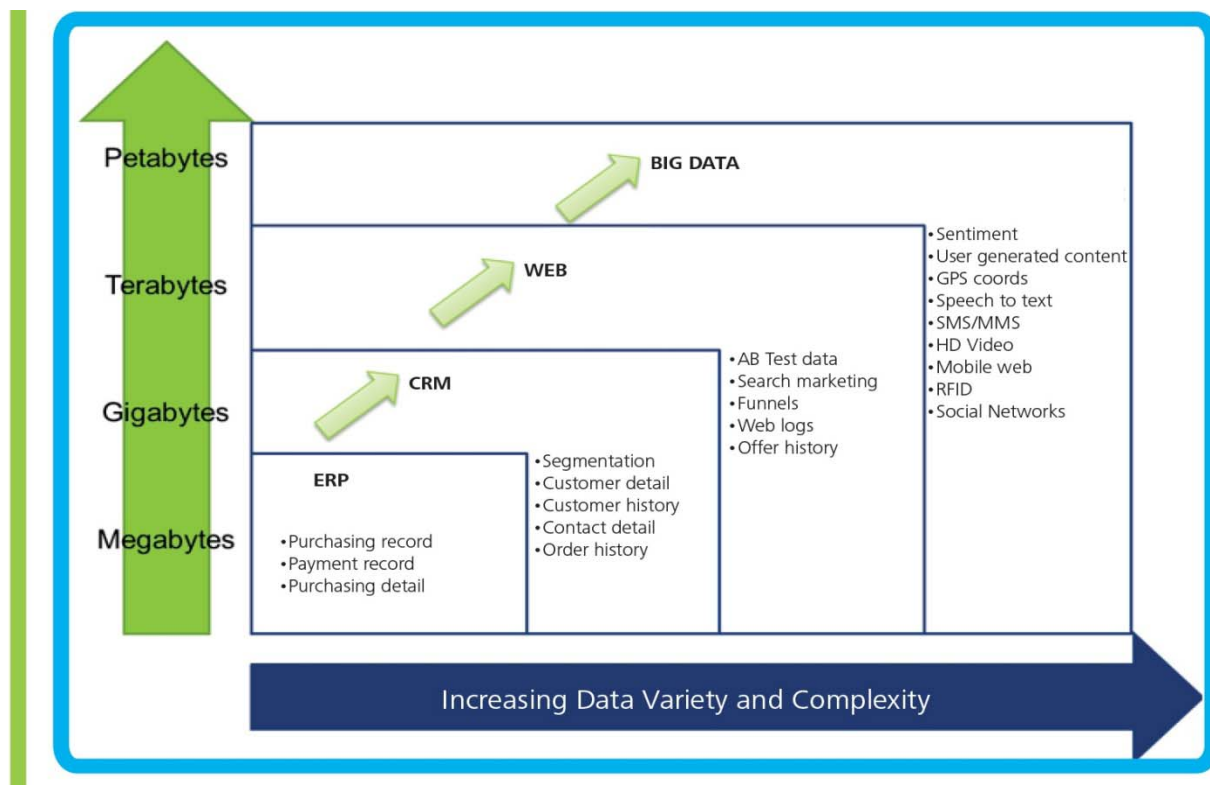 Petabytes
Terabytes
Gigabytes
Megabytes
BIG DATA
•Sentiment
•User generated content
•GPS coords
•Speech to text
•SMS/MMS
•HD Video
•Mobile web
•RFID
•Social Networks
WEB
•AB Test data
•Search marketing
•Funnels
•Web logs
•Offer history
CRM
•Segmentation
•Customer detail
•Customer history
•Contact detail
•Order history
ERP
•Purchasing record
•Payment record
•Purchasing detail
Increasing Data Variety and Complexity